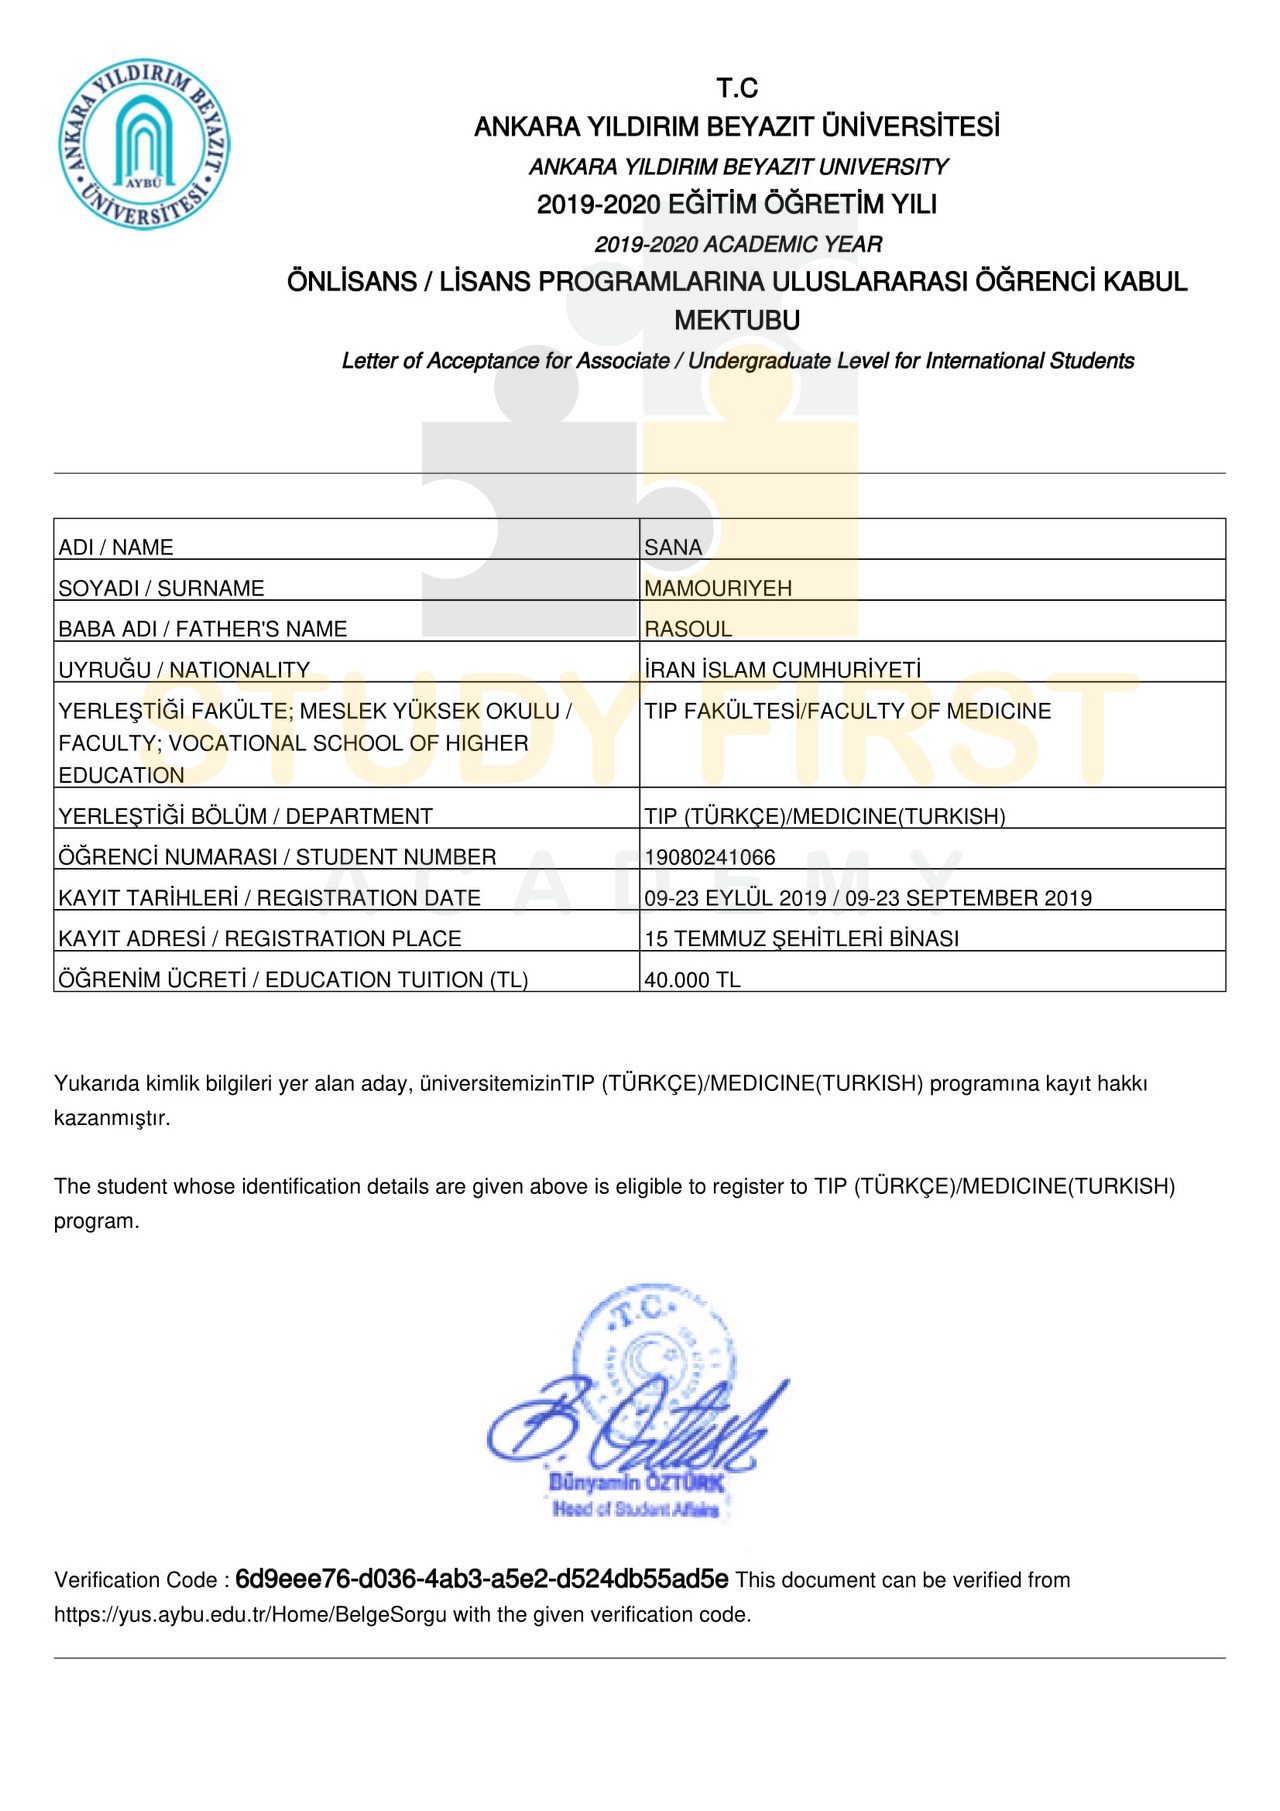 ANKARA YILDIRIM BEYAZIT
ÜNİVERSİTESİ
AYBÜ
T.C
ANKARA YILDIRIM BEYAZIT ÜNİVERSİTESİ
ANKARA YILDIRIM BEYAZIT UNIVERSITY
2019-2020 EĞİTİM ÖĞRETİM YILI
2019-2020 ACADEMIC YEAR
ÖNLİSANS / LİSANS PROGRAMLARINA ULUSLARARASI ÖĞRENCİ KABUL
MEKTUBU
Letter of Acceptance for Associate / Undergraduate Level for International Students
ADI / NAME SANA
SOYADI / SURNAME MAMOURIYEH
BABA ADI / FATHER'S NAME RASOUL
UYRUĞU / NATIONALITY İRAN İSLAM CUMHURİYETİ
YERLEŞTİĞİ FAKÜLTE; MESLEK YÜKSEK OKULU / TIP FAKÜLTESİ/FACULTY OF MEDICINE
FACULTY; VOCATIONAL SCHOOL OF HIGHER
EDUCATION
STUDY FIRST
YERLEŞTİĞİ BÖLÜM / DEPARTMENT TIP (TÜRKÇE)/MEDICINE(TURKISH)
ÖĞRENCİ NUMARASI / STUDENT NUMBER 19080241066
ACADEMY
KAYIT TARİHLERİ / REGISTRATION DATE 09-23 EYLÜL 2019 / 09-23 SEPTEMBER 2019
KAYIT ADRESİ / REGISTRATION PLACE 15 TEMMUZ ŞEHİTLERİ BİNASI
ÖĞRENİM ÜCRETİ / EDUCATION TUITION (TL) 40.000 TL
Yukarıda kimlik bilgileri yer alan aday, üniversitemizinTIP (TÜRKÇE)/MEDICINE(TURKISH) programına kayıt hakkı
kazanmıştır.
The student whose identification details are given above is eligible to register to TIP (TÜRKÇE)/MEDICINE(TURKISH)
program.
T.C.
B. Öztürk
Bünyamin ÖZTÜRK
Head of Student Affairs
Verification Code : 6d9eee76-d036-4ab3-a5e2-d524db55ad5e This document can be verified from
https://yus.aybu.edu.tr/Home/BelgeSorgu with the given verification code.